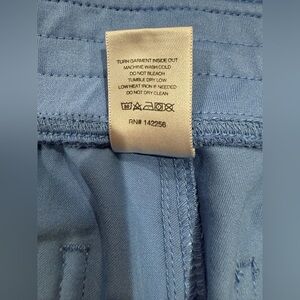 TURN GARMENT INSIDE OUT
MACHINE WASH COLD
DO NOT BLEACH
TUMBLE DRY LOW
LOW HEAT IRON IF NEEDED
DO NOT DRY CLEAN
RN# 142256